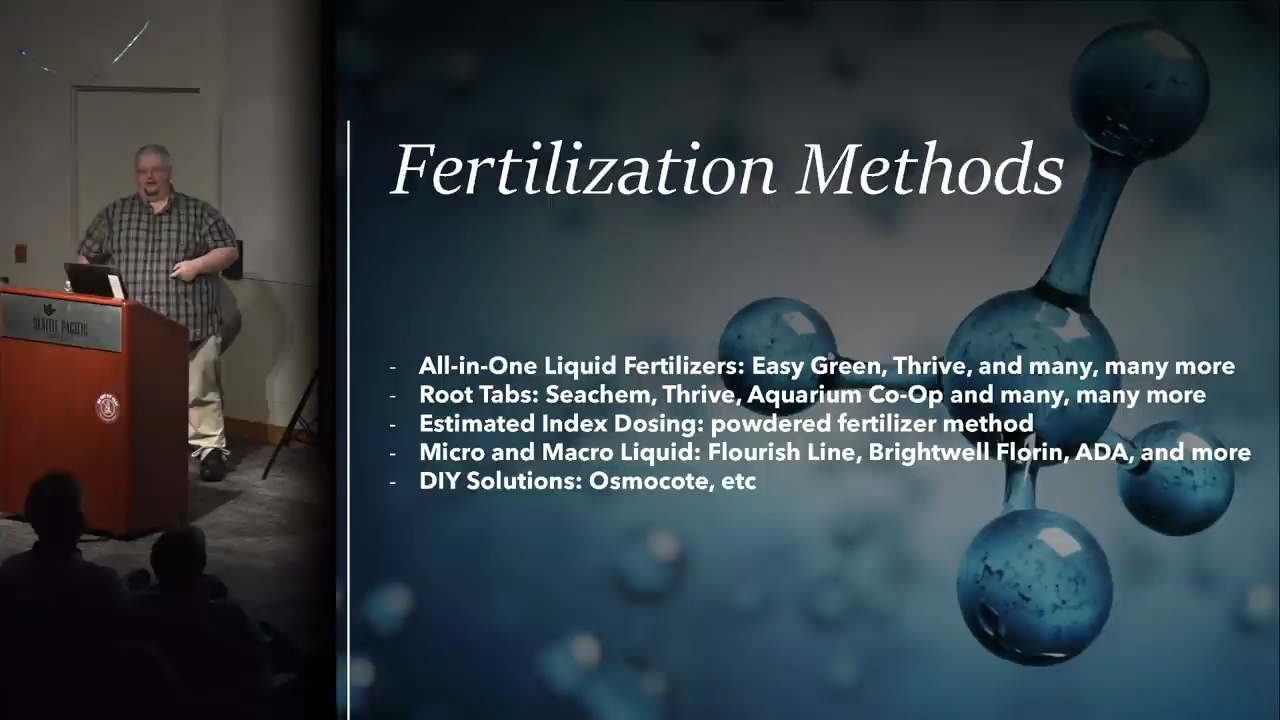 Fertilization Methods
- All-in-One Liquid Fertilizers: Easy Green, Thrive, and many, many more
- Root Tabs: Seachem, Thrive, Aquarium Co-Op and many, many more
- Estimated Index Dosing: powdered fertilizer method
- Micro and Macro Liquid: Flourish Line, Brightwell Florin, ADA, and more
- DIY Solutions: Osmocote, etc
SEATTLE PACIFIC